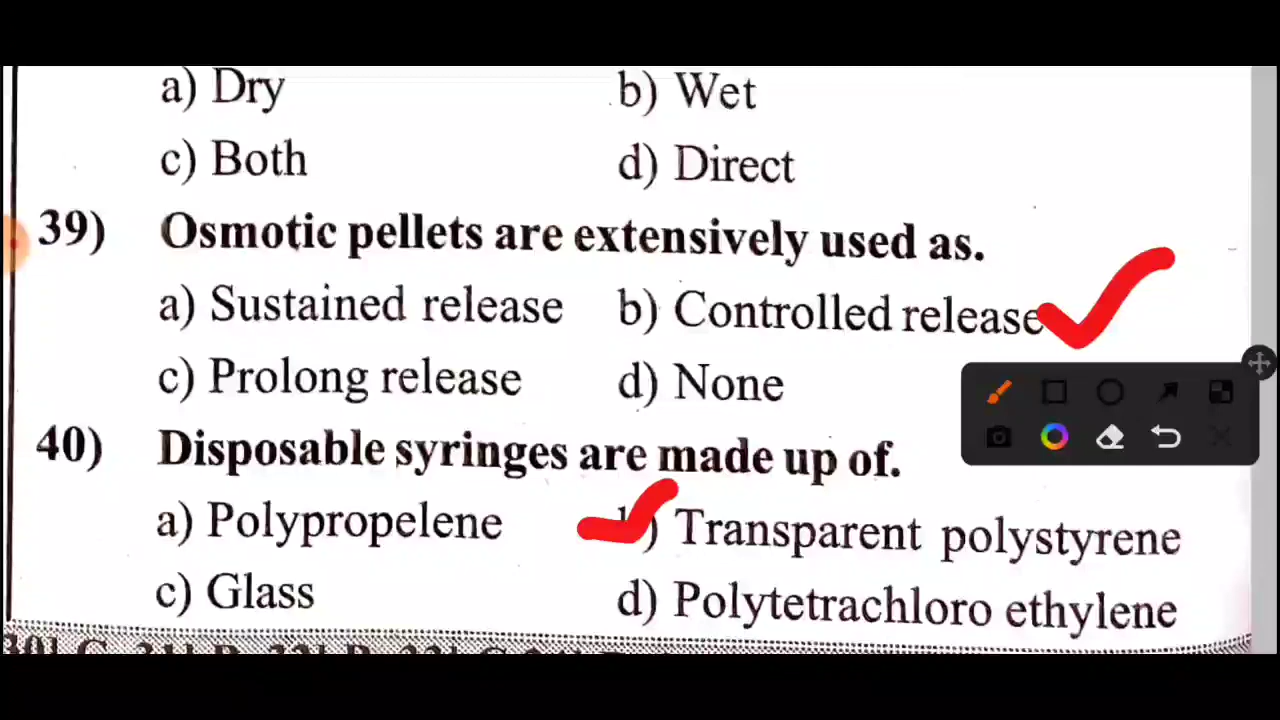 a) Dry b) Wet
c) Both d) Direct
39) Osmotic pellets are extensively used as.
a) Sustained release b) Controlled release
c) Prolong release d) None
40) Disposable syringes are made up of.
a) Polypropelene b) Transparent polystyrene
c) Glass d) Polytetrachloro ethylene